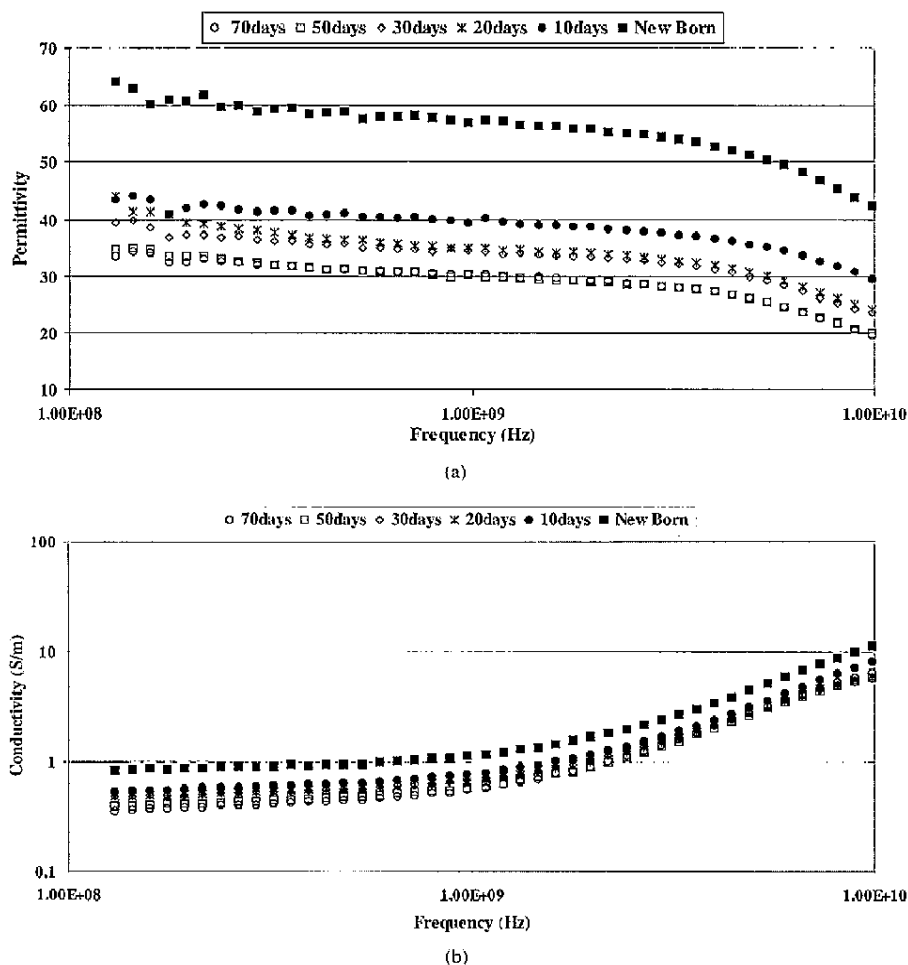 70days 50days 30days 20days 10days New Born
70
60
50
40
30
20
10
Permittivity
1.00E+08 1.00E+09 1.00E+10
Frequency (Hz)
(a)
70days 50days 30days 20days 10days New Born
100
10
1
0.1
Conductivity (S/m)
1.00E+08 1.00E+09 1.00E+10
Frequency (Hz)
(b)